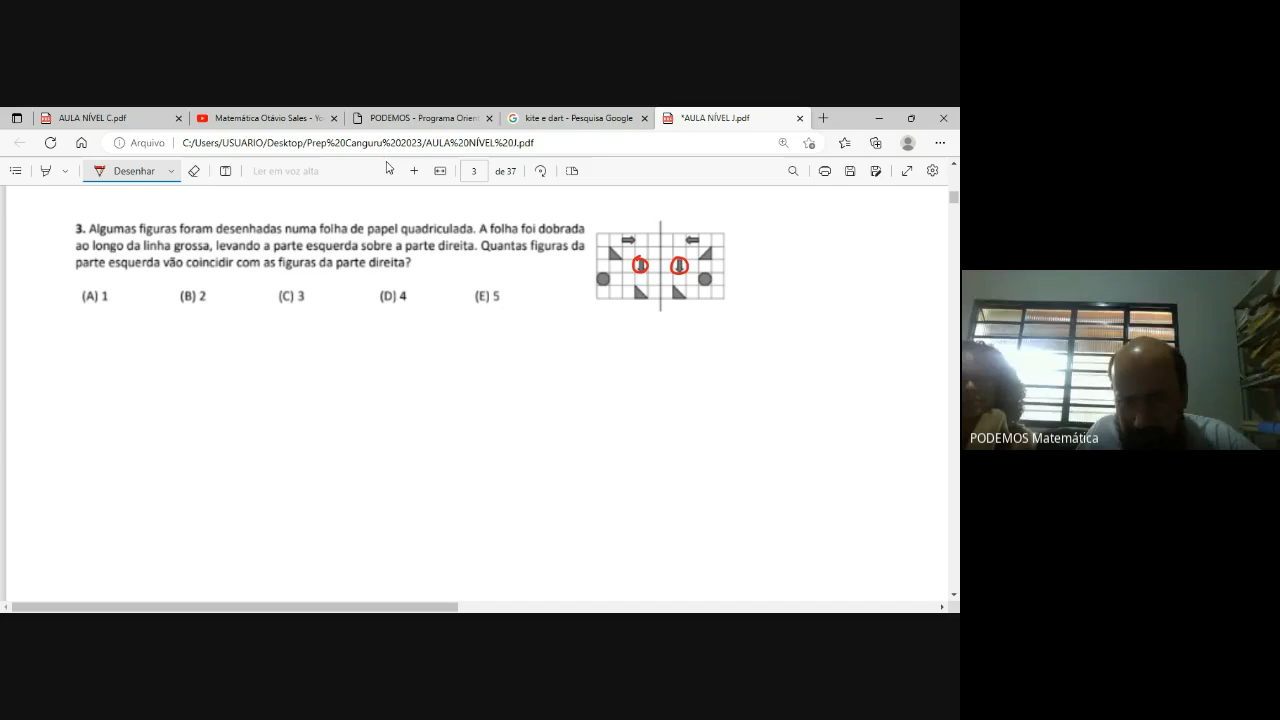 AULA NÍVEL C.pdf
Matemática Otávio Sales - Yo
PODEMOS - Programa Orien
kite e dart - Pesquisa Google
*AULA NÍVEL J.pdf
Arquivo C:/Users/USUARIO/Desktop/Prep%20Canguru%202023/AULA%20NÍVEL%20J.pdf
Desenhar
Ler em voz alta
3 de 37
3. Algumas figuras foram desenhadas numa folha de papel quadriculada. A folha foi dobrada
ao longo da linha grossa, levando a parte esquerda sobre a parte direita. Quantas figuras da
parte esquerda vão coincidir com as figuras da parte direita?
(A) 1 (B) 2 (C) 3 (D) 4 (E) 5
PODEMOS Matemática